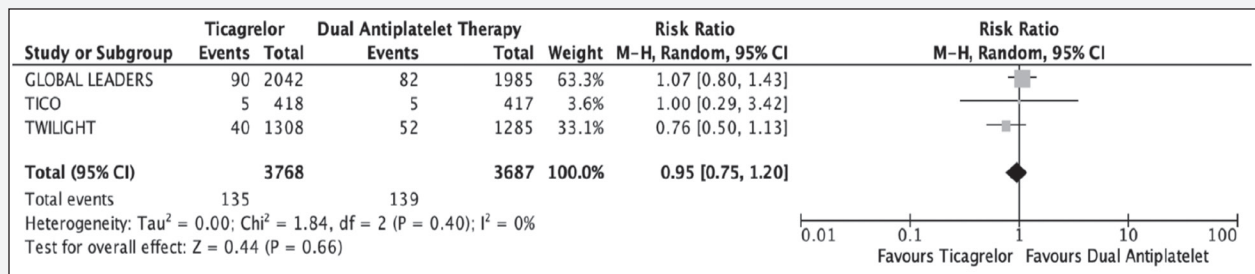 Ticagrelor Dual Antiplatelet Therapy Risk Ratio Risk Ratio
Study or Subgroup Events Total Events Total Weight M-H, Random, 95% CI M-H, Random, 95% CI
GLOBAL LEADERS 90 2042 82 1985 63.3% 1.07 [0.80, 1.43]
TICO 5 418 5 417 3.6% 1.00 [0.29, 3.42]
TWILIGHT 40 1308 52 1285 33.1% 0.76 [0.50, 1.13]
Total (95% CI) 3768 3687 100.0% 0.95 [0.75, 1.20]
Total events 135 139
Heterogeneity: Tau² = 0.00; Chi² = 1.84, df = 2 (P = 0.40); I² = 0%
Test for overall effect: Z = 0.44 (P = 0.66)
0.01 0.1 1 10 100
Favours Ticagrelor Favours Dual Antiplatelet